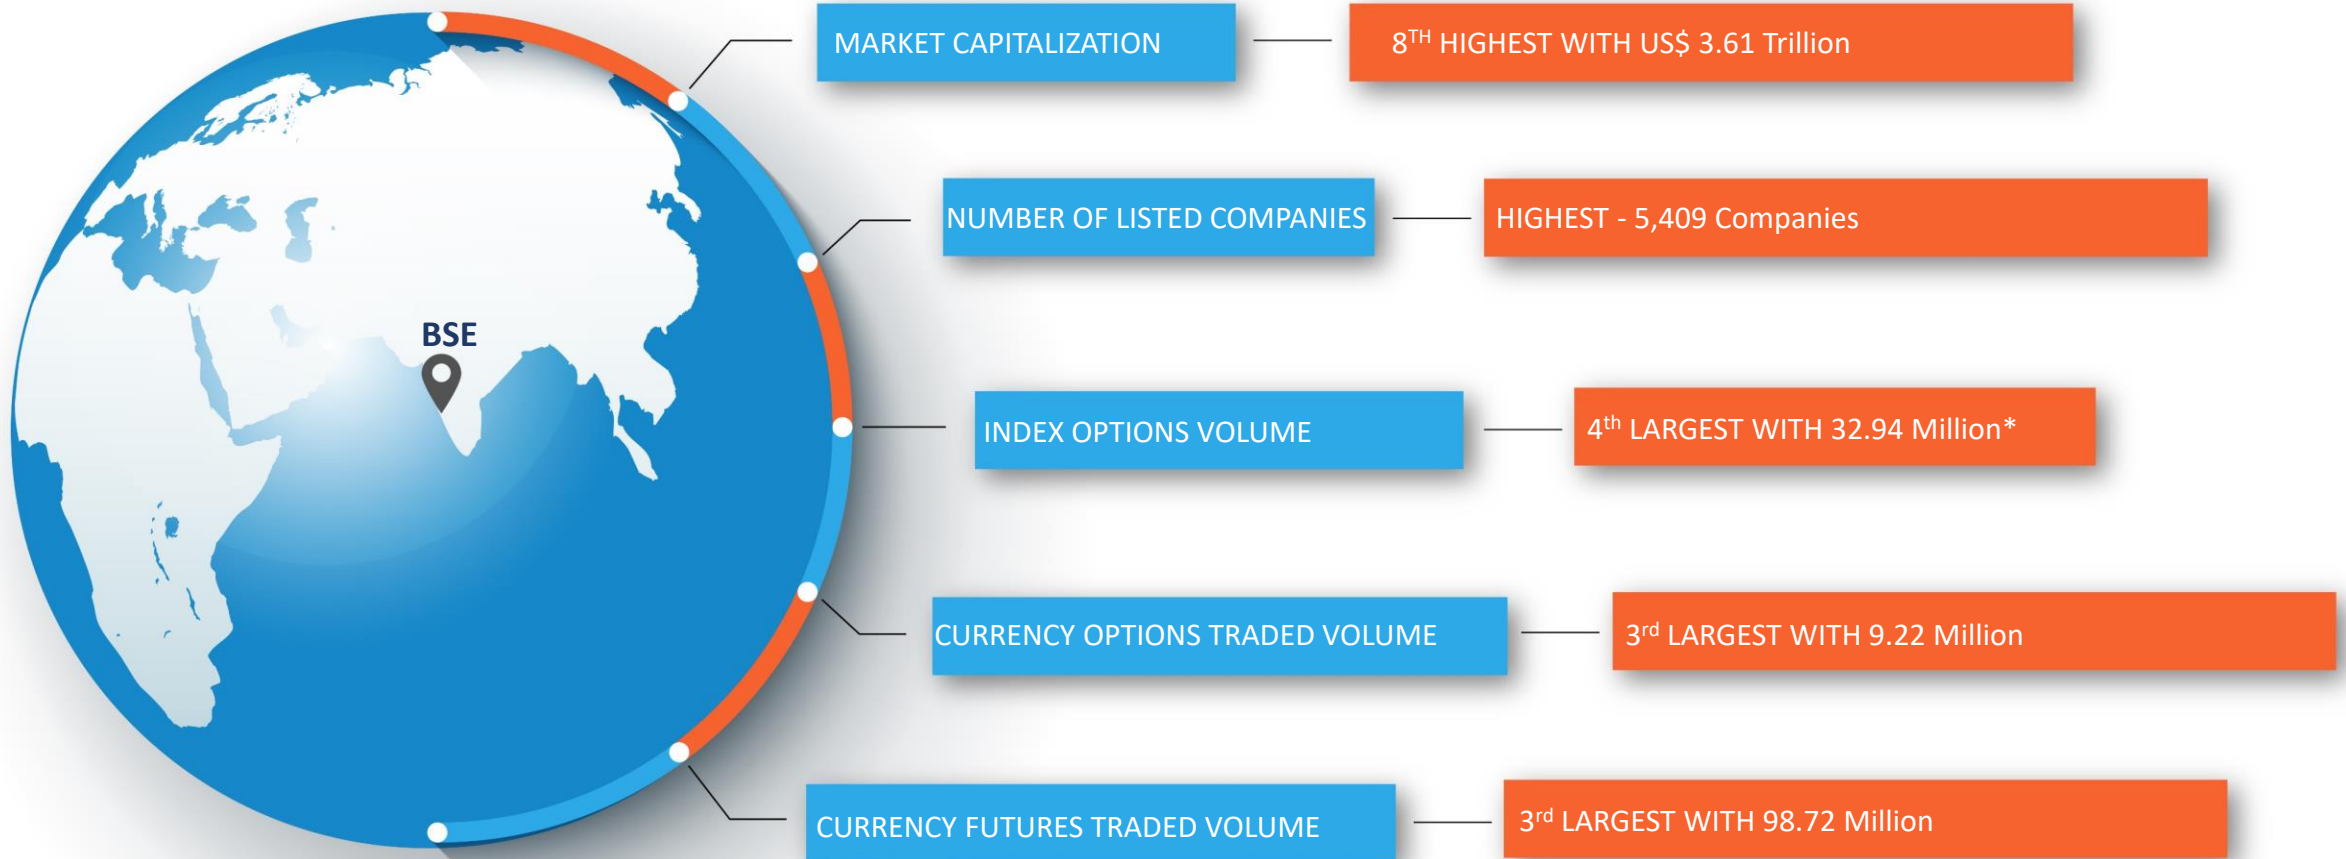 MARKET CAPITALIZATION
8TH HIGHEST WITH US$ 3.61 Trillion
NUMBER OF LISTED COMPANIES
HIGHEST - 5,409 Companies
BSE
INDEX OPTIONS VOLUME
4th LARGEST WITH 32.94 Million*
CURRENCY OPTIONS TRADED VOLUME
3rd LARGEST WITH 9.22 Million
CURRENCY FUTURES TRADED VOLUME
3rd LARGEST WITH 98.72 Million